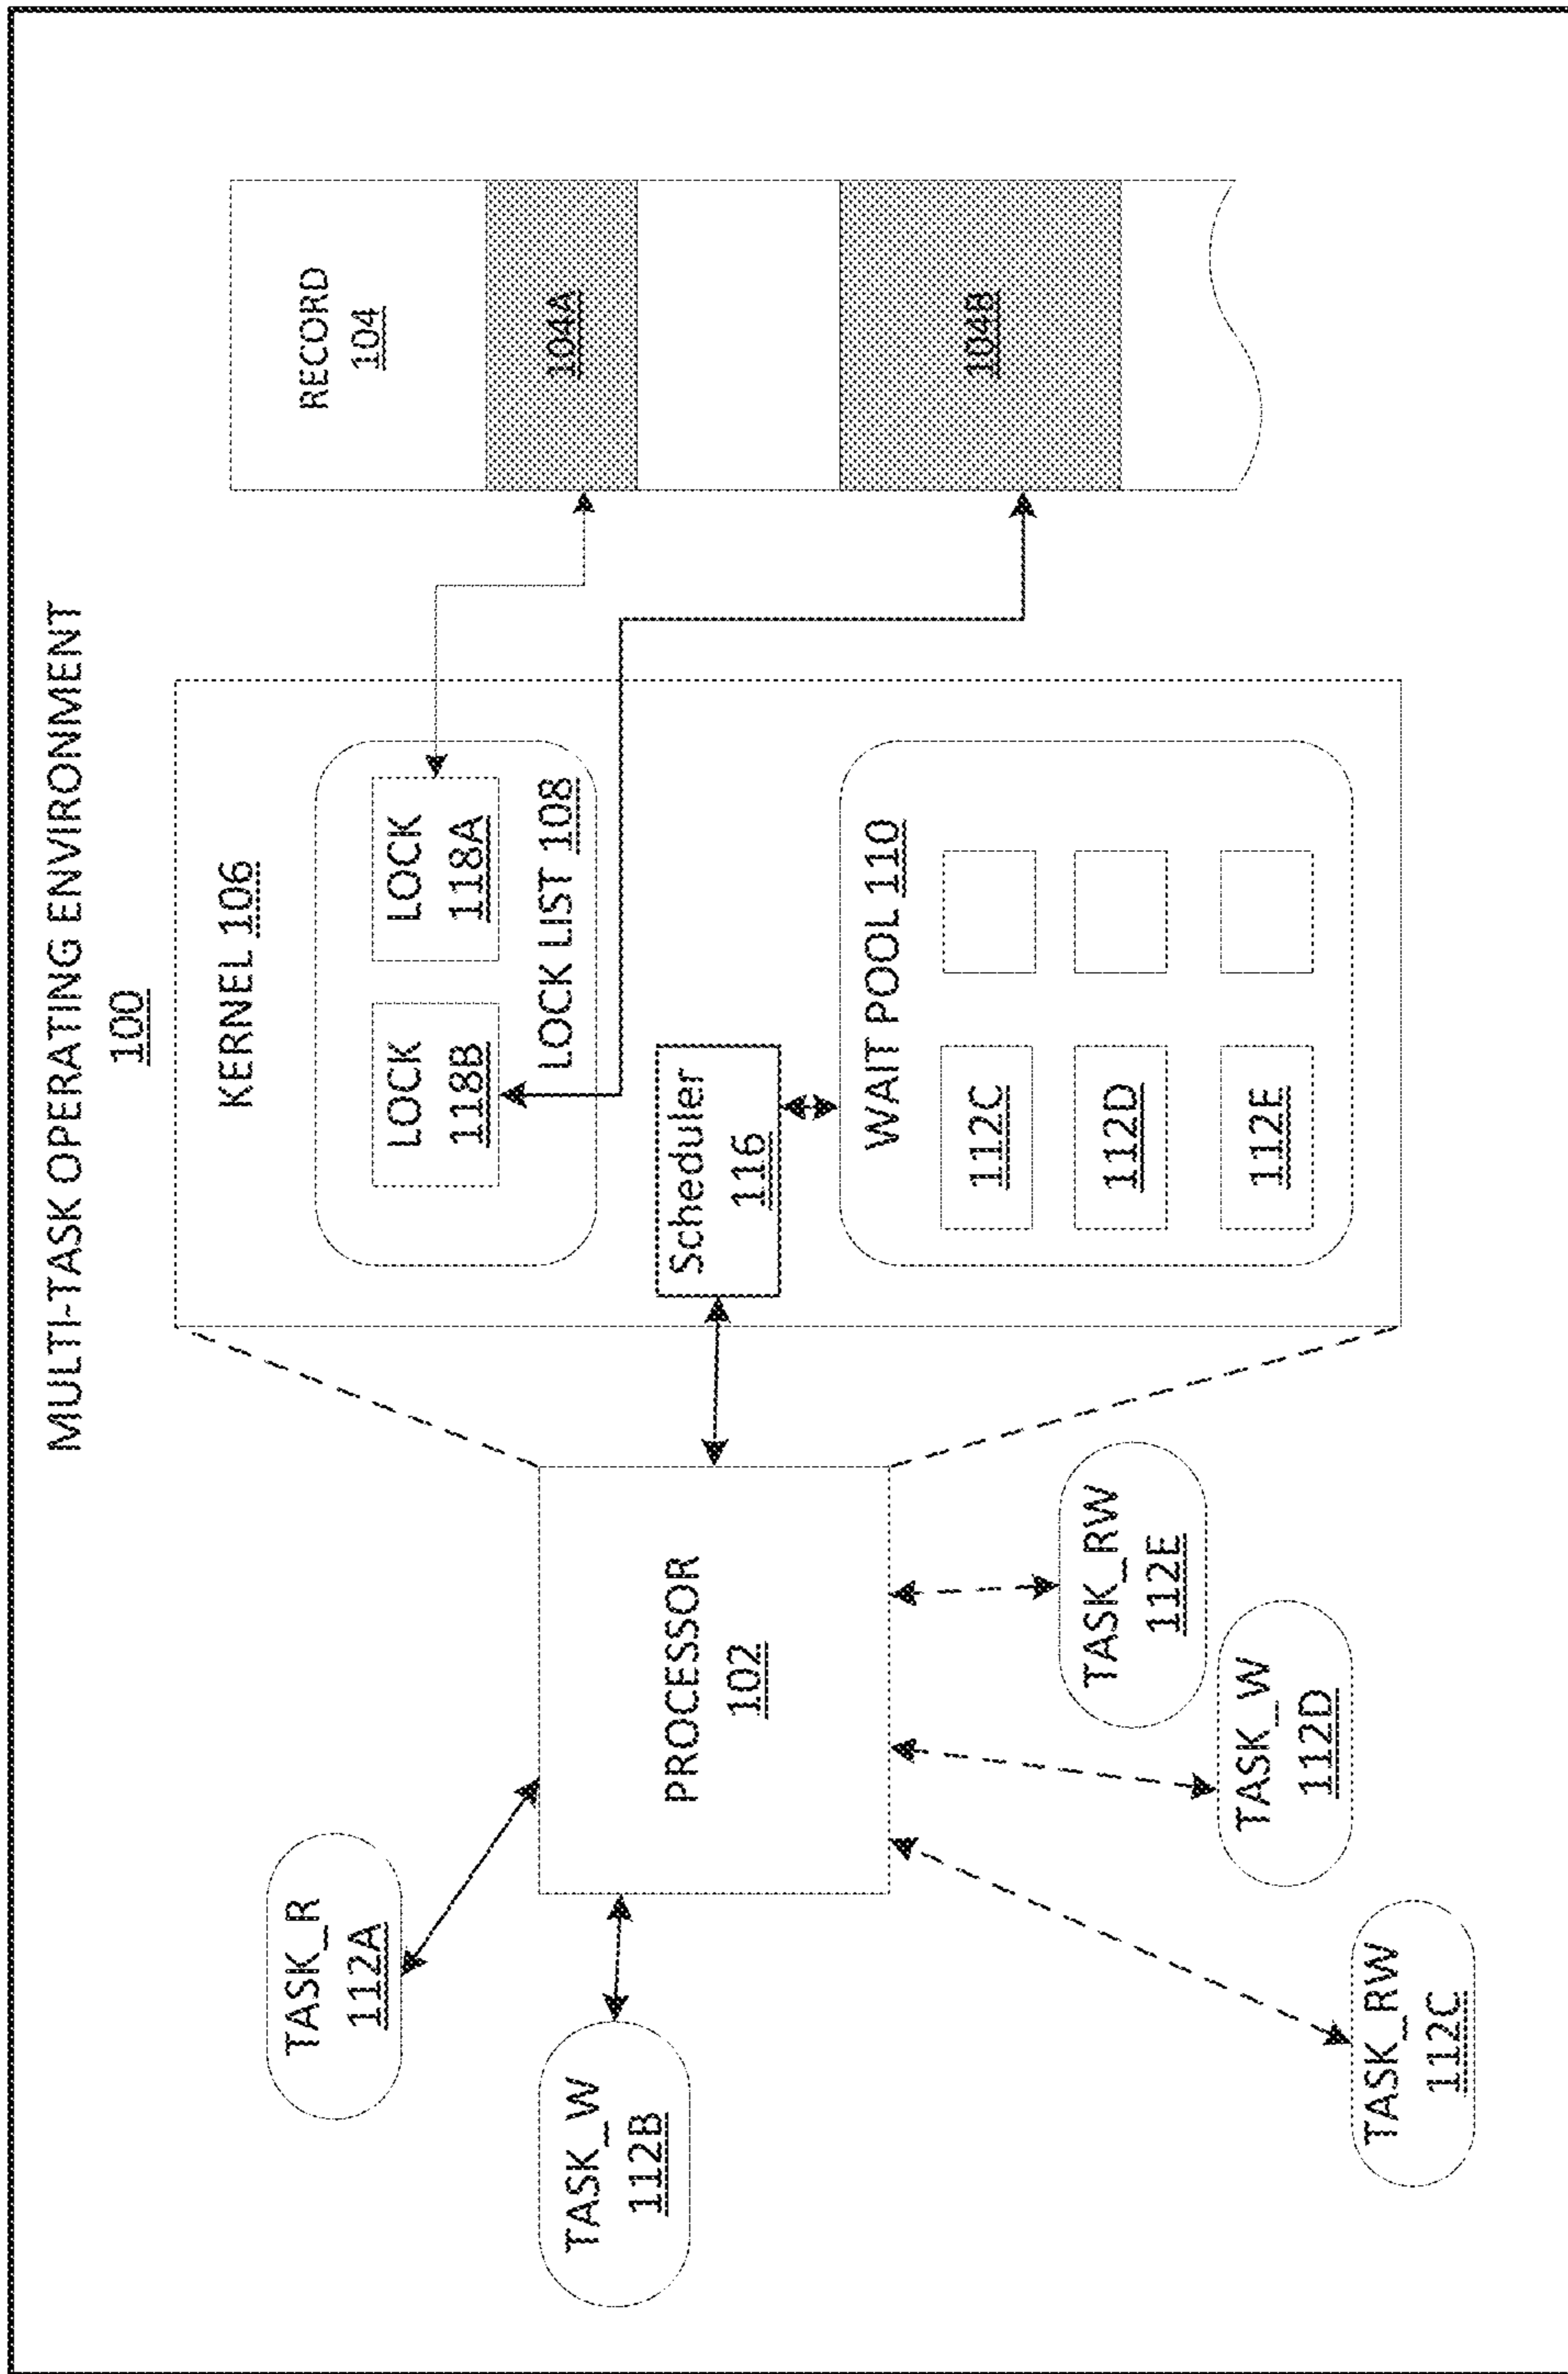 MULTI-TASK OPERATING ENVIRONMENT
100
TASK_R
112A
TASK_W
112B
PROCESSOR
102
TASK_RW
112C
TASK_W
112D
TASK_RW
112E
KERNEL 106
LOCK
118B
LOCK
118A
LOCK LIST 108
Scheduler
116
WAIT POOL 110
112C
112D
112E
RECORD
104
104A
104B